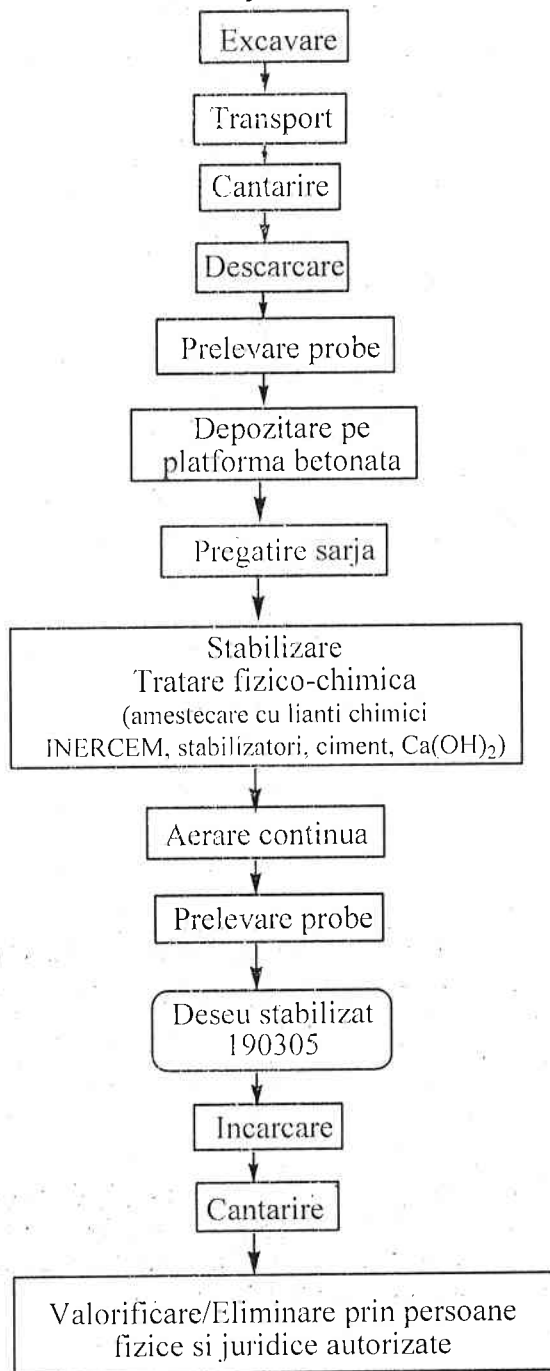 Excavare
Transport
Cantarire
Descarcare
Prelevare probe
Depozitare pe
platforma betonata
Pregatire sarja
Stabilizare
Tratare fizico-chimica
(amestecare cu lianti chimici
INERCEM, stabilizatori, ciment, Ca(OH)₂)
Aerare continua
Prelevare probe
Deseu stabilizat
190305
Incarcare
Cantarire
Valorificare/Eliminare prin persoane
fizice si juridice autorizate